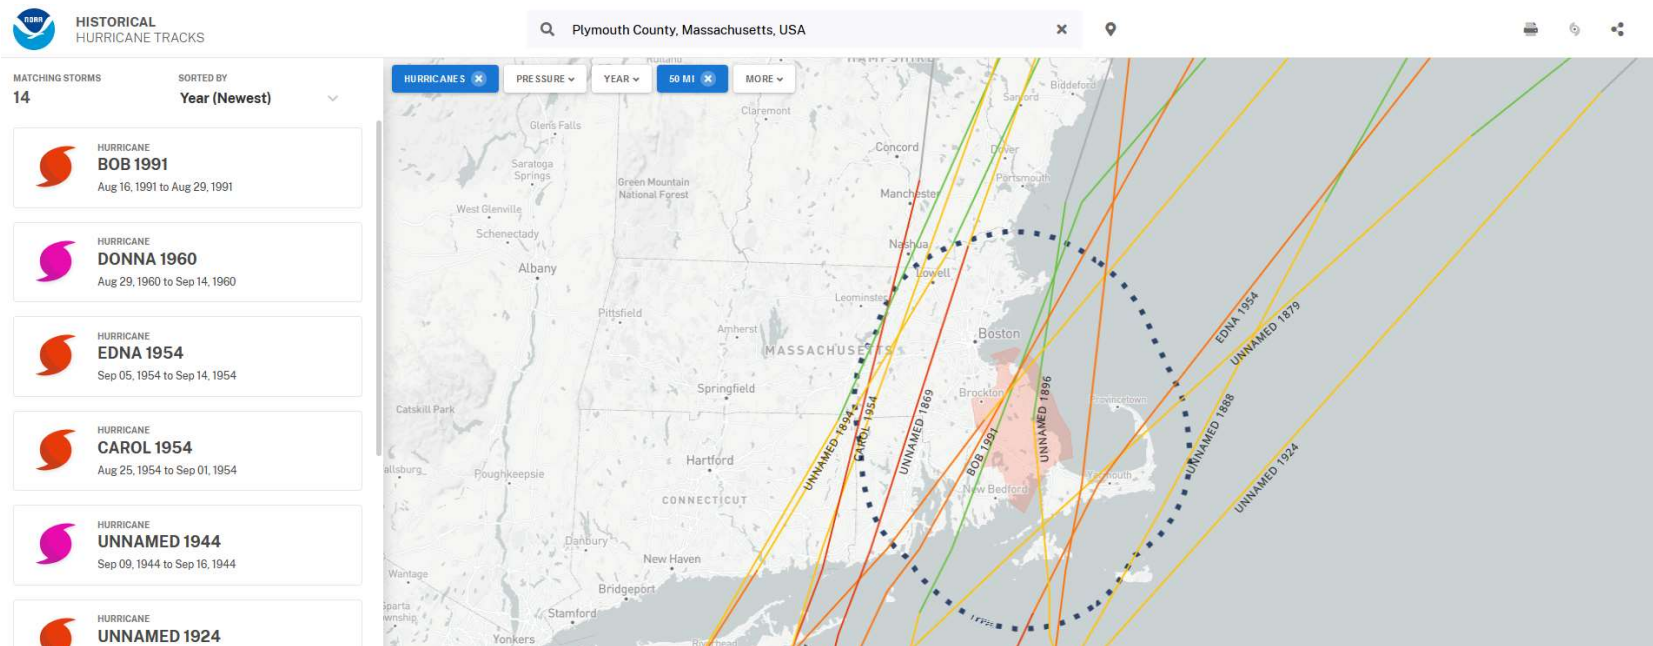 NOAA
HISTORICAL
HURRICANE TRACKS
Plymouth County, Massachusetts, USA
MATCHING STORMS
14
SORTED BY
Year (Newest)
HURRICANE
BOB 1991
Aug 16, 1991 to Aug 29, 1991
HURRICANE
DONNA 1960
Aug 29, 1960 to Sep 14, 1960
HURRICANE
EDNA 1954
Sep 05, 1954 to Sep 14, 1954
HURRICANE
CAROL 1954
Aug 25, 1954 to Sep 01, 1954
HURRICANE
UNNAMED 1944
Sep 09, 1944 to Sep 16, 1944
HURRICANE
UNNAMED 1924
HURRICANES
PRESSURE
YEAR
50 MI
MORE
Rutland
HAMPSHIRE
Biddeford
Claremont
Sanford
Glens Falls
Concord
Dover
Saratoga
Springs
Green Mountain
National Forest
Portsmouth
Manchester
West Glenville
Schenectady
Nashua
Albany
Lowell
Leominster
Pittsfield
Amherst
Boston
MASSACHUSETTS
EDNA 1954
UNNAMED 1879
Springfield
Brockton
Provincetown
Catskill Park
UNNAMED 1894
CAROL 1954
UNNAMED 1869
BOB 1991
UNNAMED 1896
UNNAMED 1888
UNNAMED 1924
Hartford
allsburg
Poughkeepsie
Yarmouth
New Bedford
CONNECTICUT
Danbury
New Haven
Wantage
Bridgeport
Sparta
wnship
Stamford
Yonkers
Riverhead